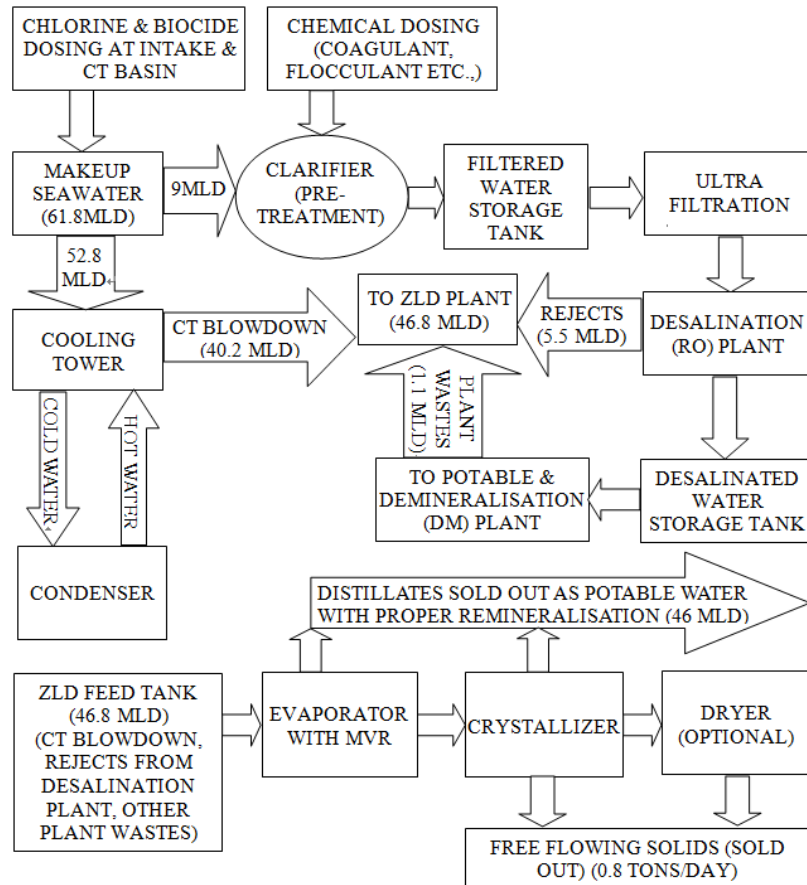 CHLORINE & BIOCIDE
DOSING AT INTAKE &
CT BASIN
CHEMICAL DOSING
(COAGULANT,
FLOCCULANT ETC.,)
MAKEUP
SEAWATER
(61.8MLD)
9MLD
CLARIFIER
(PRE-
TREATMENT)
FILTERED
WATER
STORAGE
TANK
ULTRA
FILTRATION
52.8
MLD
COOLING
TOWER
CT BLOWDOWN
(40.2 MLD)
TO ZLD PLANT
(46.8 MLD)
REJECTS
(5.5 MLD)
DESALINATION
(RO) PLANT
COLD WATER
HOT WATER
PLANT
WASTES
(1.1 MLD)
TO POTABLE &
DEMINERALISATION
(DM) PLANT
DESALINATED
WATER
STORAGE TANK
CONDENSER
DISTILLATES SOLD OUT AS POTABLE WATER
WITH PROPER REMINERALISATION (46 MLD)
ZLD FEED TANK
(46.8 MLD)
(CT BLOWDOWN,
REJECTS FROM
DESALINATION
PLANT, OTHER
PLANT WASTES)
EVAPORATOR
WITH MVR
CRYSTALLIZER
DRYER
(OPTIONAL)
FREE FLOWING SOLIDS (SOLD
OUT) (0.8 TONS/DAY)